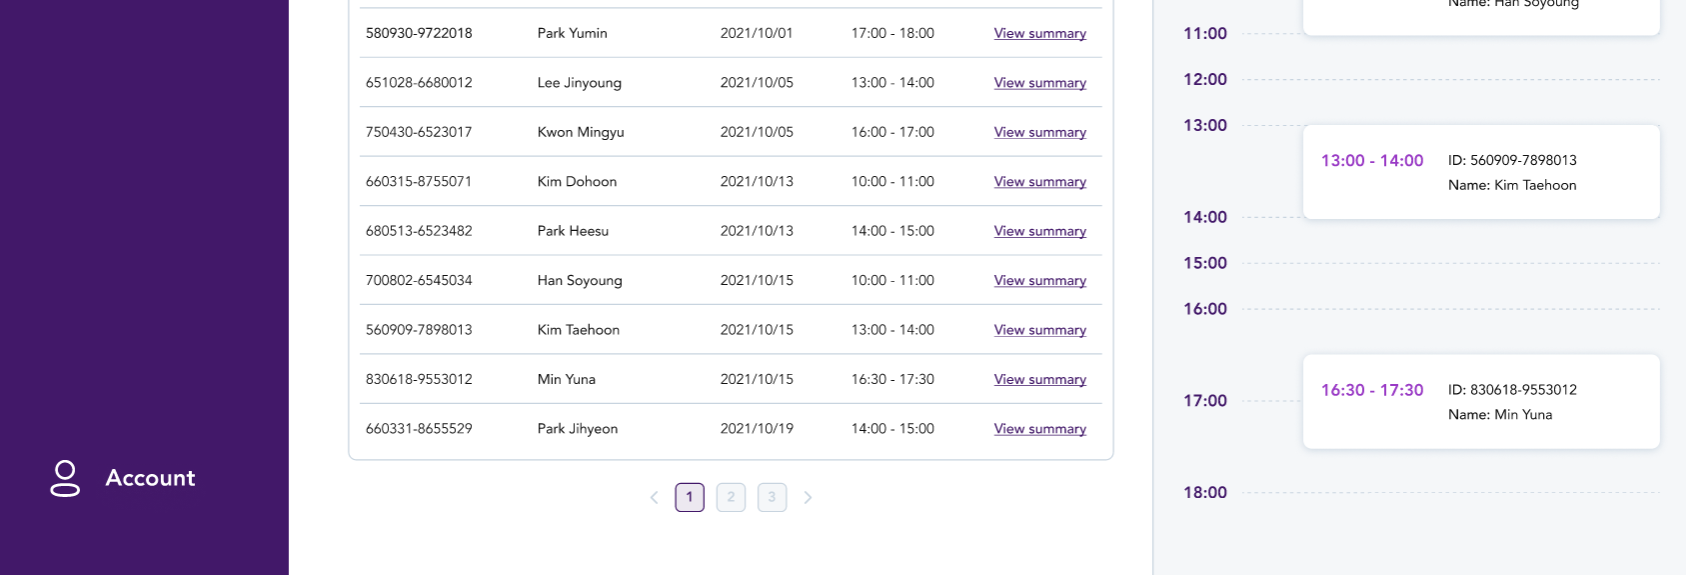 580930-9722018 Park Yumin 2021/10/01 17:00 - 18:00 View summary
651028-6680012 Lee Jinyoung 2021/10/05 13:00 - 14:00 View summary
750430-6523017 Kwon Mingyu 2021/10/05 16:00 - 17:00 View summary
660315-8755071 Kim Dohoon 2021/10/13 10:00 - 11:00 View summary
680513-6523482 Park Heesu 2021/10/13 14:00 - 15:00 View summary
700802-6545034 Han Soyoung 2021/10/15 10:00 - 11:00 View summary
560909-7898013 Kim Taehoon 2021/10/15 13:00 - 14:00 View summary
830618-9553012 Min Yuna 2021/10/15 16:30 - 17:30 View summary
660331-8655529 Park Jihyeon 2021/10/19 14:00 - 15:00 View summary
1 2 3
Account
Name: Han Soyoung
11:00
12:00
13:00
13:00 - 14:00 ID: 560909-7898013
Name: Kim Taehoon
14:00
15:00
16:00
16:30 - 17:30 ID: 830618-9553012
17:00
Name: Min Yuna
18:00